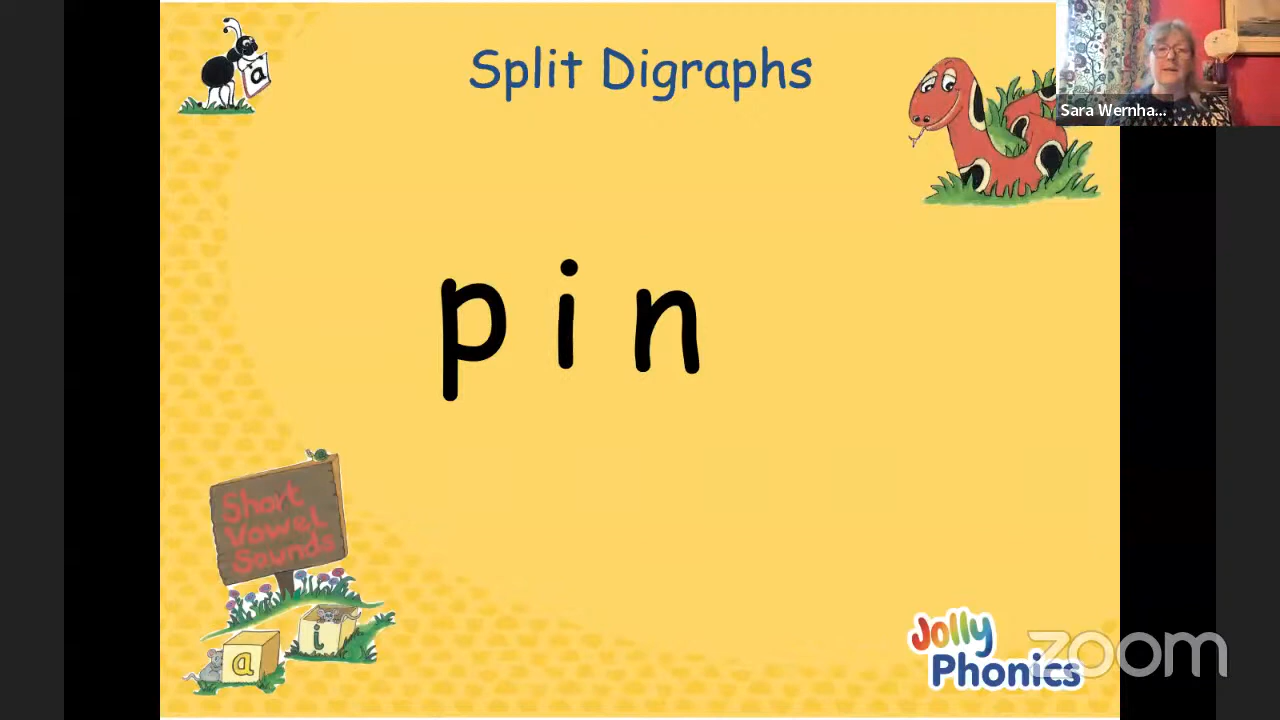 Split Digraphs
a
Sara Wernha...
p i n
Short
Vowel
Sounds
i
a
Jolly
Phonics
zoom